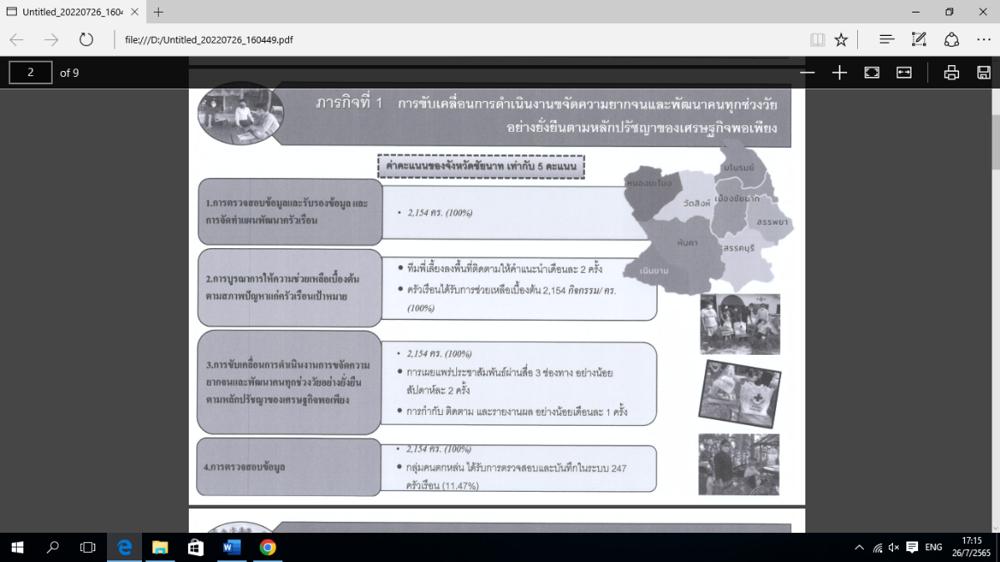 Untitled_20220726_1604
file:///D:/Untitled_20220726_160449.pdf
2 of 9
ภารกิจที่ 1 การขับเคลื่อนการดำเนินงานขจัดความยากจนและพัฒนาคนทุกช่วงวัย
อย่างยั่งยืนตามหลักปรัชญาของเศรษฐกิจพอเพียง
ค่าคะแนนของจังหวัดชัยนาท เท่ากับ 5 คะแนน
มโนรมย์
หนองมะโมง
วัดสิงห์
เมืองชัยนาท
สรรพยา
หันคา
สรรคบุรี
เนินขาม
1.การตรวจสอบข้อมูลและรับรองข้อมูล และ
การจัดทำแผนพัฒนาครัวเรือน
• 2,154 คร. (100%)
2.การบูรณาการให้ความช่วยเหลือเบื้องต้น
ตามสภาพปัญหาแก่ครัวเรือนเป้าหมาย
• ทีมพี่เลี้ยงลงพื้นที่ติดตามให้คำแนะนำเดือนละ 2 ครั้ง
• ครัวเรือนได้รับการช่วยเหลือเบื้องต้น 2,154 กิจกรรม/ คร.
(100%)
3.การขับเคลื่อนการดำเนินงานการขจัดความ
ยากจนและพัฒนาคนทุกช่วงวัยอย่างยั่งยืน
ตามหลักปรัชญาของเศรษฐกิจพอเพียง
• 2,154 คร. (100%)
• การเผยแพร่ประชาสัมพันธ์ผ่านสื่อ 3 ช่องทาง อย่างน้อย
สัปดาห์ละ 2 ครั้ง
• การกำกับ ติดตาม และรายงานผล อย่างน้อยเดือนละ 1 ครั้ง
4.การตรวจสอบข้อมูล
• 2,154 คร. (100%)
• กลุ่มคนตกหล่น ได้รับการตรวจสอบและบันทึกในระบบ 247
ครัวเรือน (11.47%)
ENG
17:15
26/7/2565